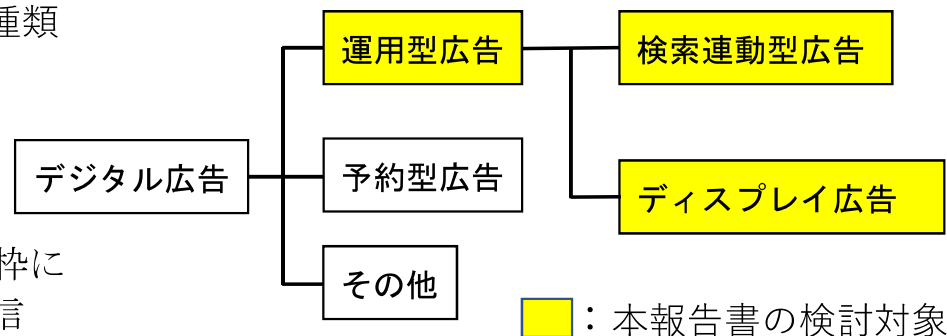 種類
運用型広告
検索連動型広告
デジタル広告
予約型広告
ディスプレイ広告
枠に
その他
信
：本報告書の検討対象